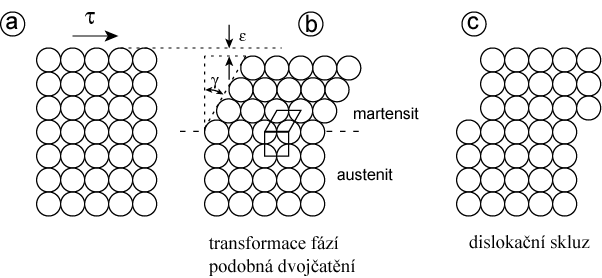 a
τ
ε
b
c
γ
martensit
austenit
transformace fází
podobná dvojčatění
dislokační skluz